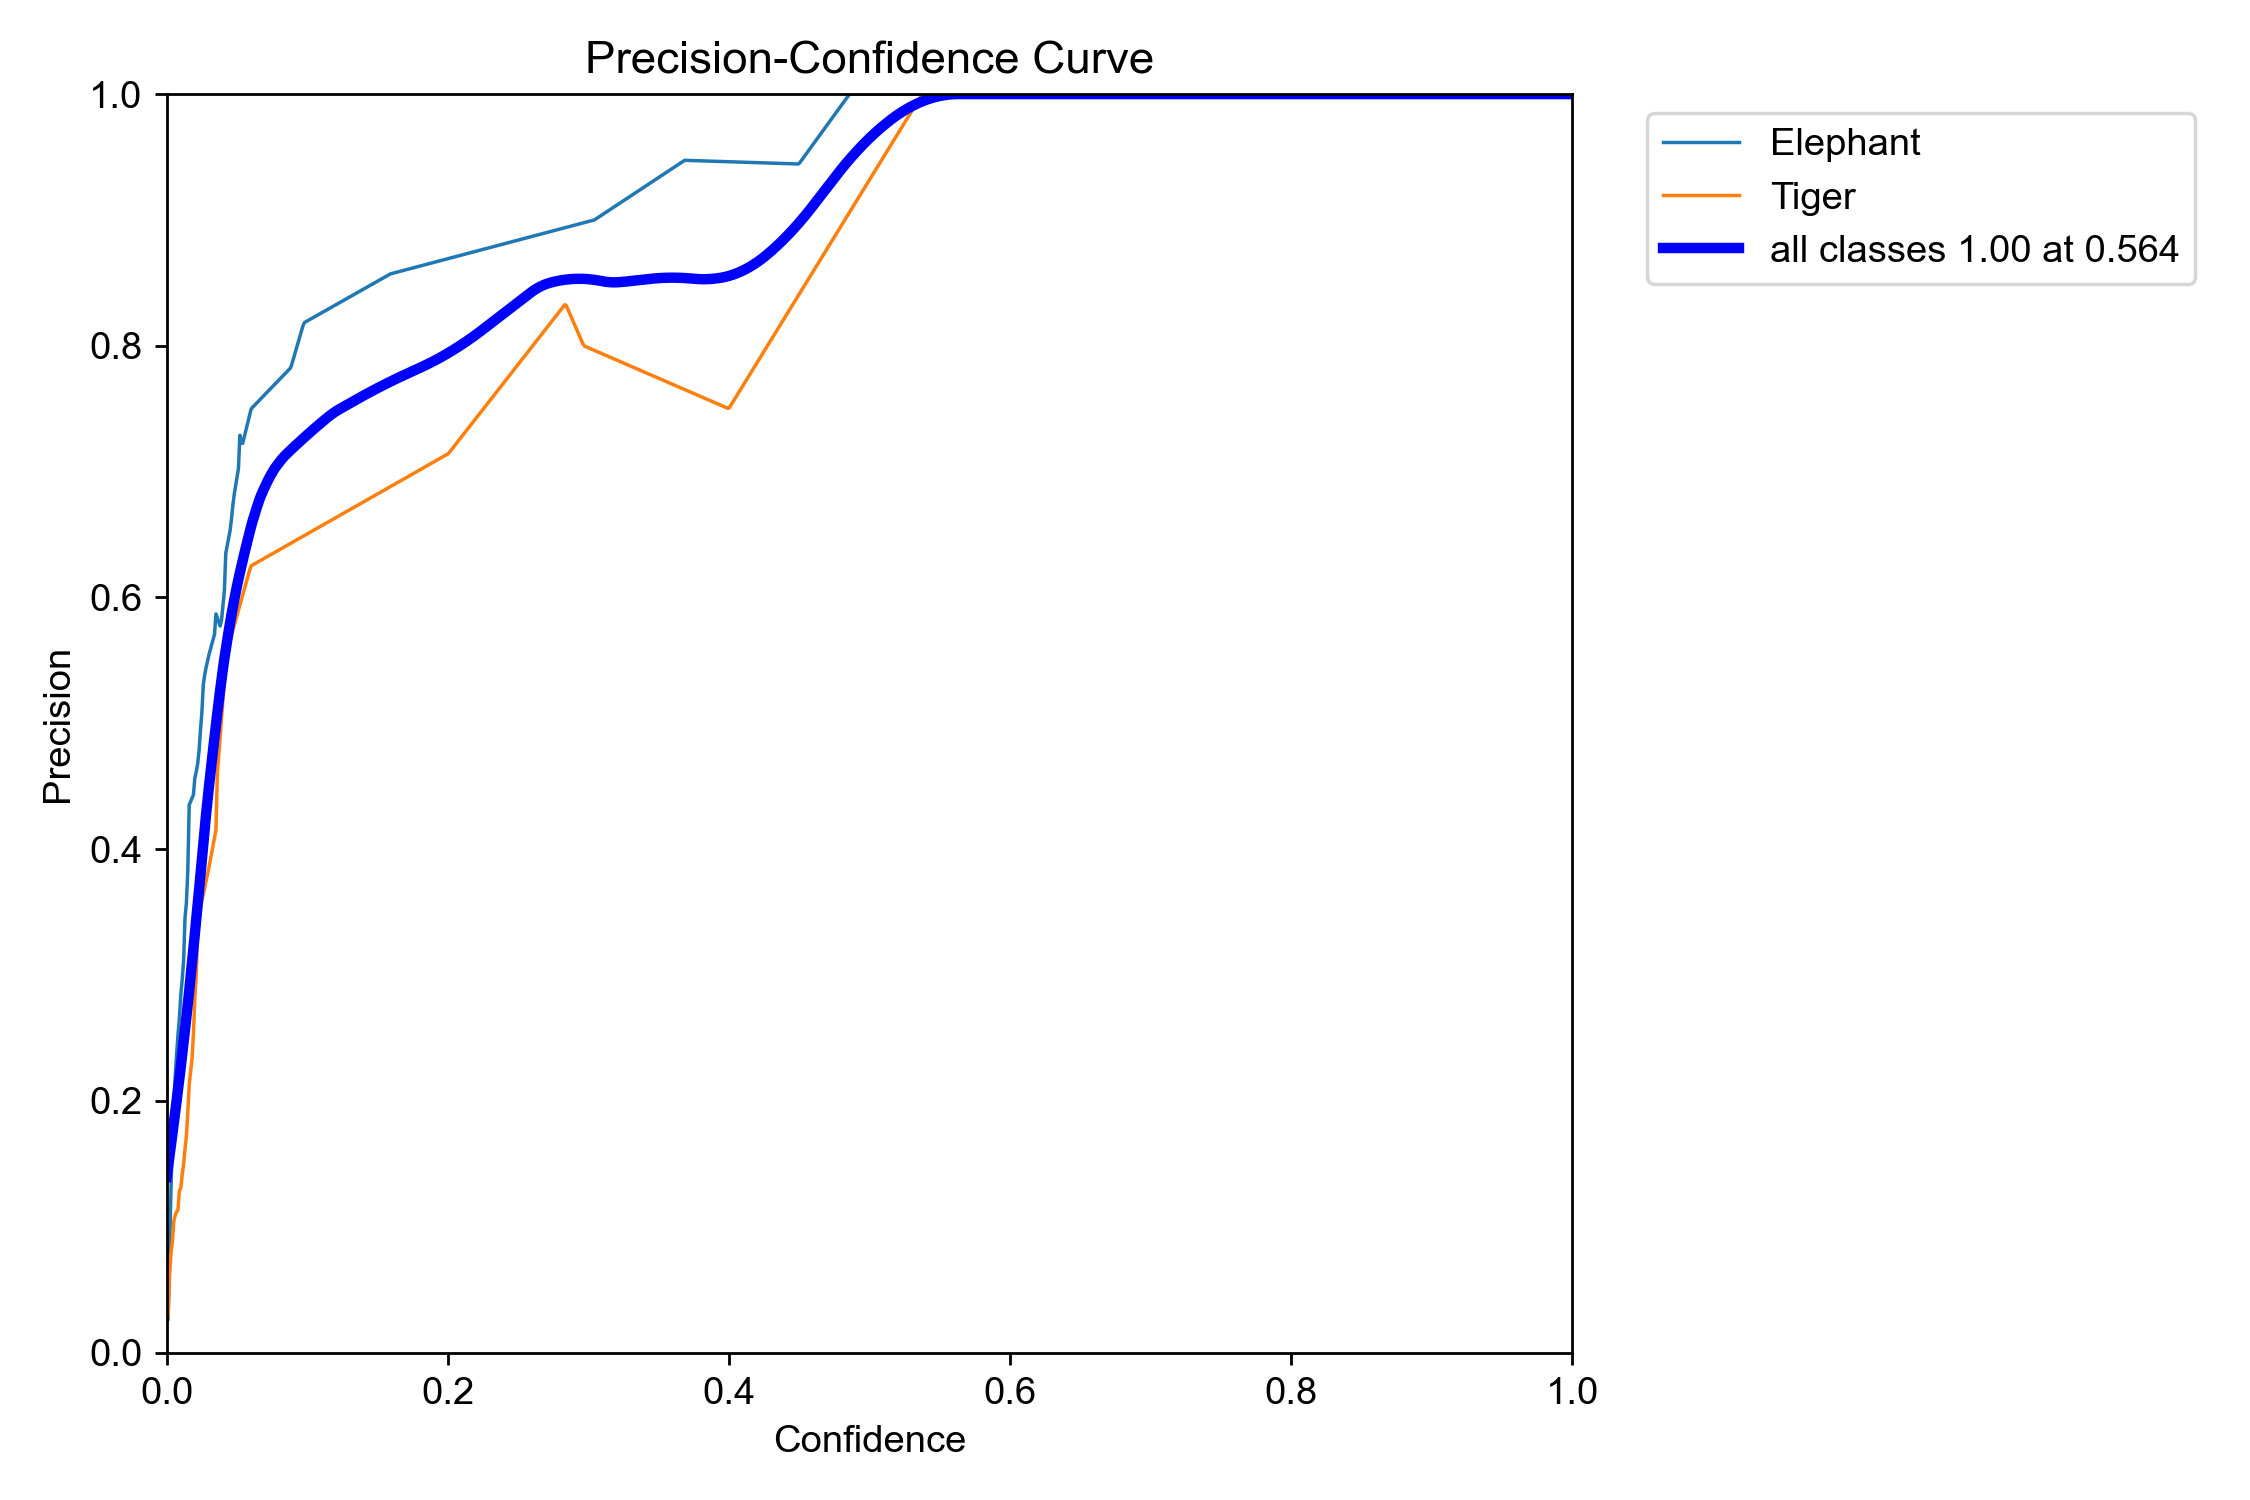 Precision-Confidence Curve
1.0
0.8
0.6
0.4
0.2
0.0
Precision
0.0 0.2 0.4 0.6 0.8 1.0
Confidence
Elephant
Tiger
all classes 1.00 at 0.564